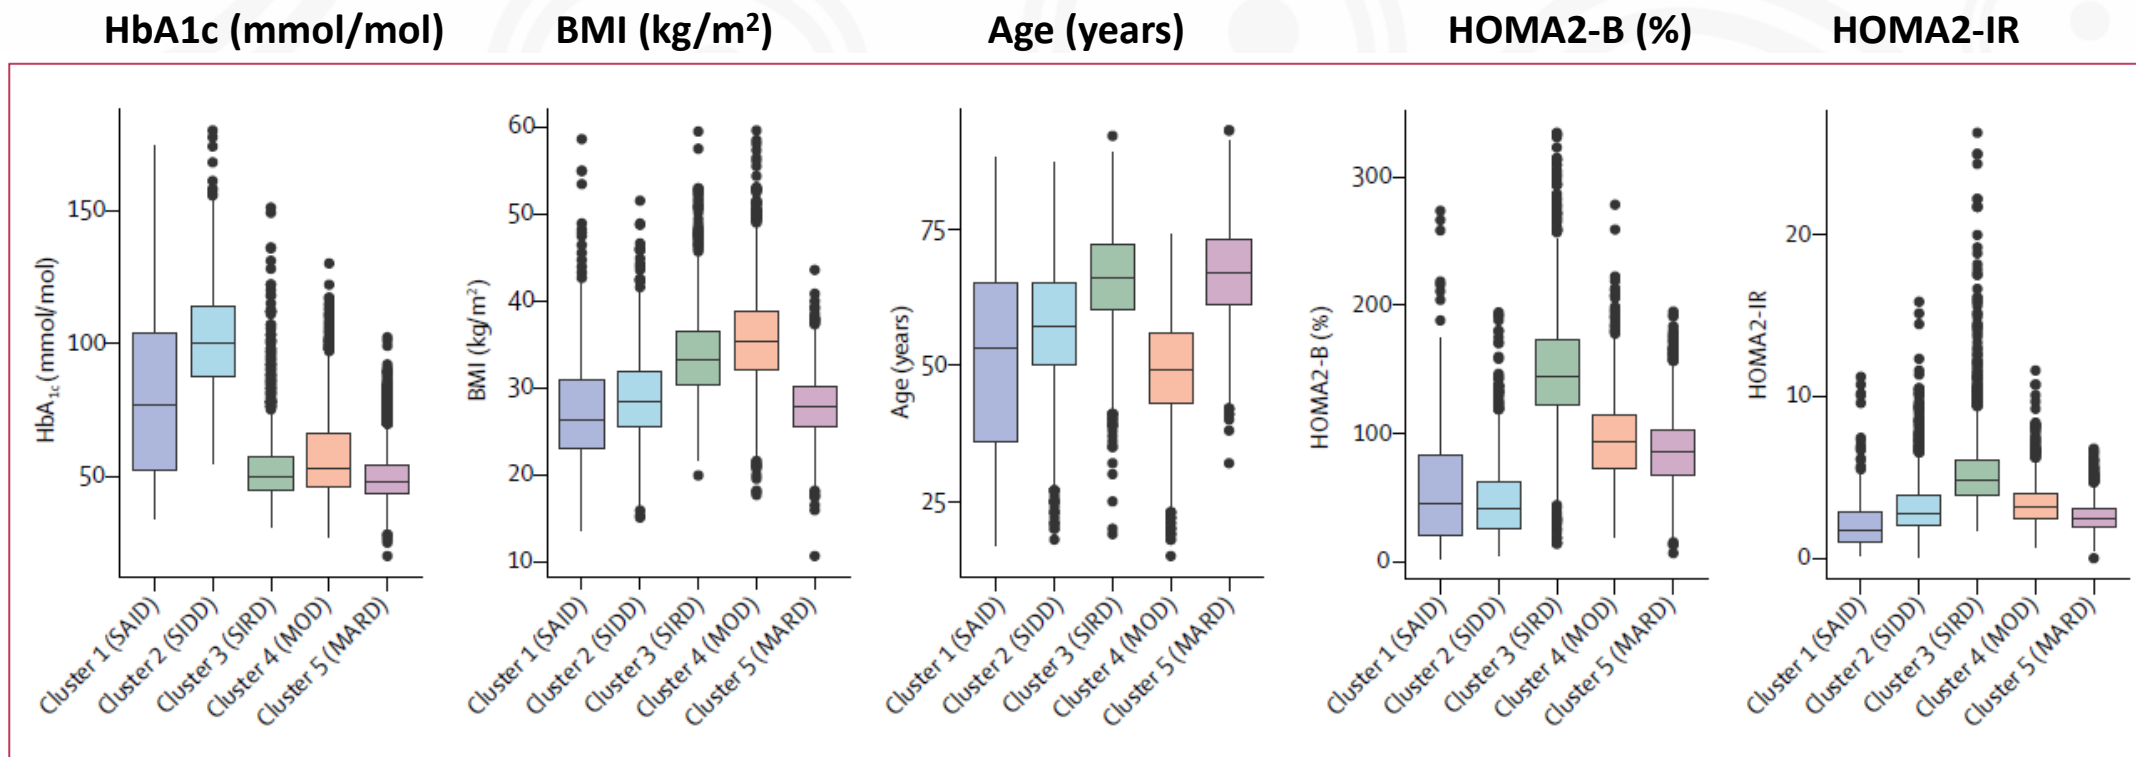 HbA1c (mmol/mol)
BMI (kg/m²)
Age (years)
HOMA2-B (%)
HOMA2-IR
HbA₁c (mmol/mol)
150
100
50
Cluster 1 (SAID)
Cluster 2 (SIDD)
Cluster 3 (SIRD)
Cluster 4 (MOD)
Cluster 5 (MARD)
BMI (kg/m²)
60
50
40
30
20
10
Cluster 1 (SAID)
Cluster 2 (SIDD)
Cluster 3 (SIRD)
Cluster 4 (MOD)
Cluster 5 (MARD)
Age (years)
75
50
25
Cluster 1 (SAID)
Cluster 2 (SIDD)
Cluster 3 (SIRD)
Cluster 4 (MOD)
Cluster 5 (MARD)
HOMA2-B (%)
300
200
100
0
Cluster 1 (SAID)
Cluster 2 (SIDD)
Cluster 3 (SIRD)
Cluster 4 (MOD)
Cluster 5 (MARD)
HOMA2-IR
20
10
0
Cluster 1 (SAID)
Cluster 2 (SIDD)
Cluster 3 (SIRD)
Cluster 4 (MOD)
Cluster 5 (MARD)